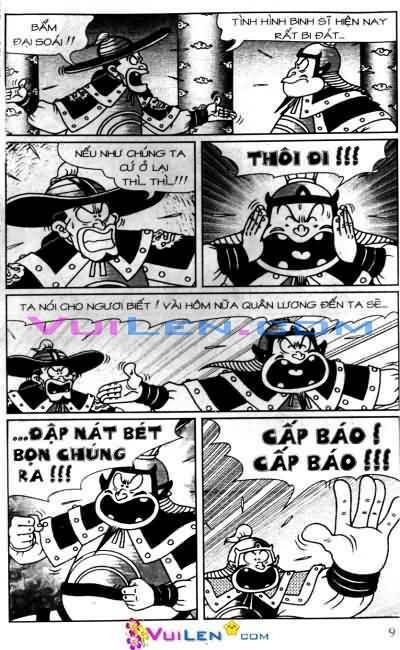 BẨM
ĐẠI SOÁI !!
TÌNH HÌNH BINH SĨ HIỆN NAY
RẤT BI ĐÁT...
NẾU NHƯ CHÚNG TA
CỨ Ở LẠI
THÌ... THÌ...!!!
THÔI ĐI !!!
TA NÓI CHO NGƯƠI BIẾT ! VÀI HÔM NỮA QUÂN LƯƠNG ĐẾN TA SẼ...
VUILEN.COM
...ĐẬP NÁT BÉT
BỌN CHÚNG
RA !!!
CẤP BÁO !
CẤP BÁO !!!
9
VUILEN.COM